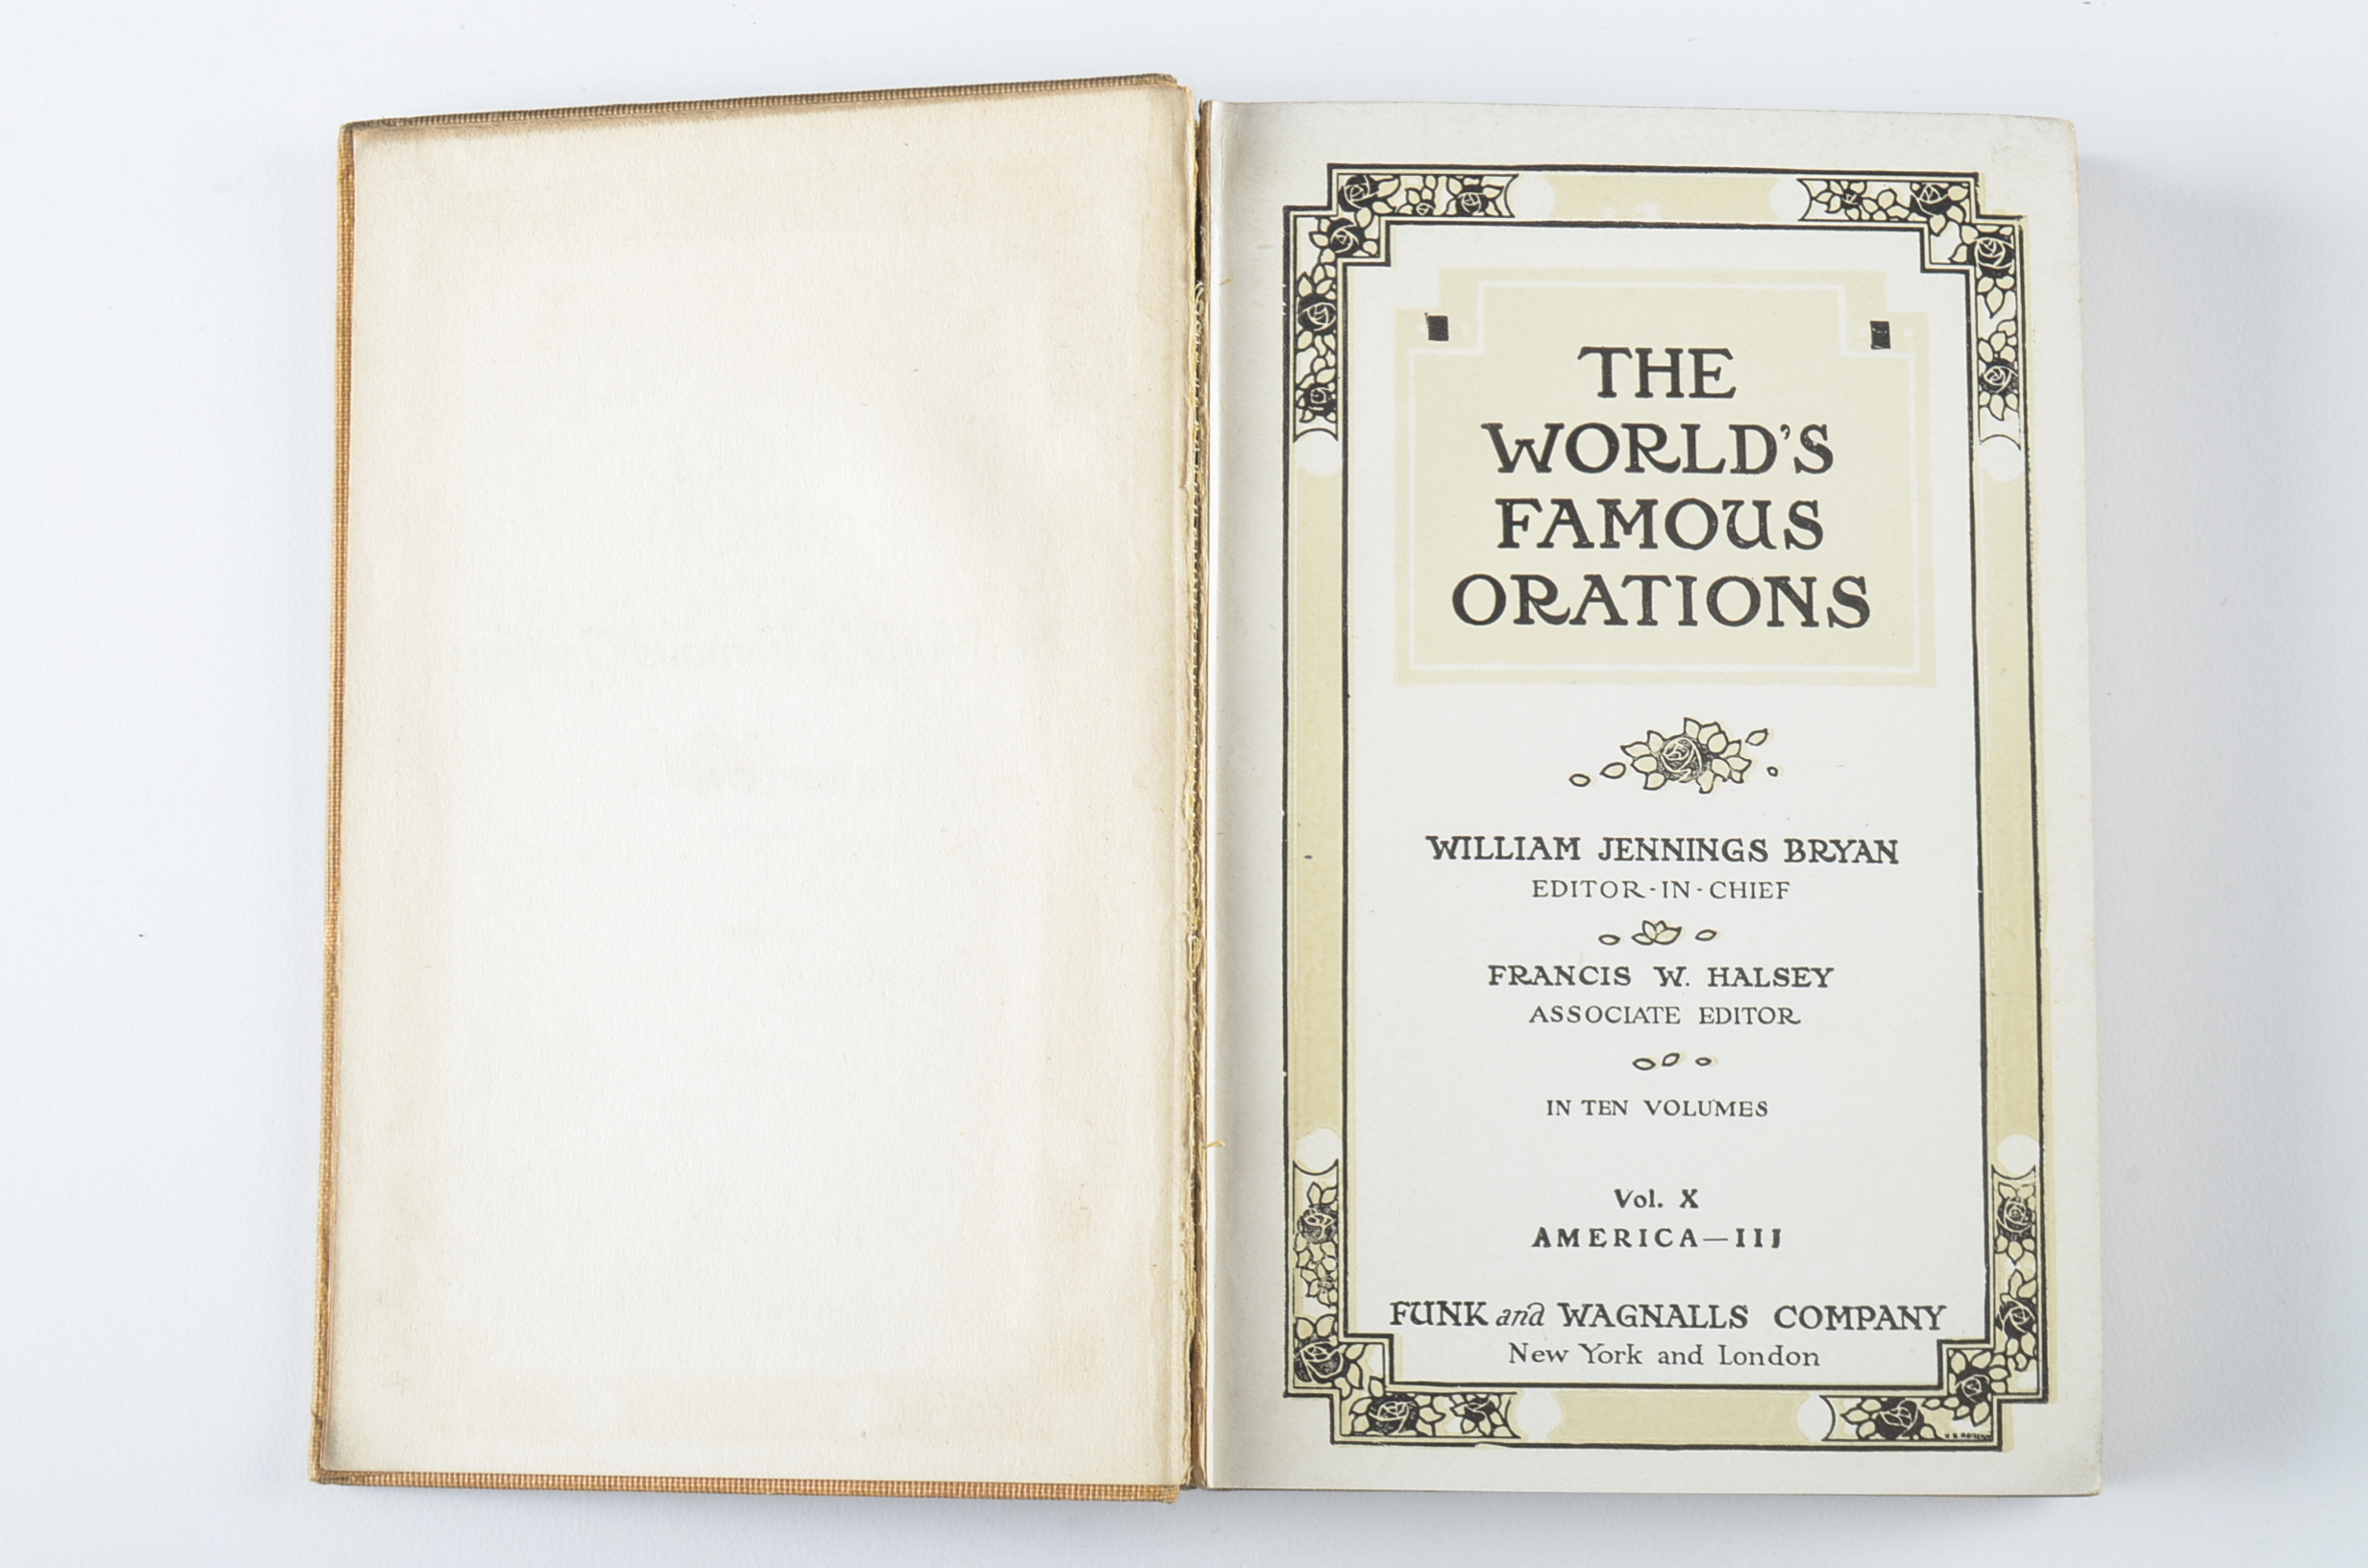 THE
WORLD'S
FAMOUS
ORATIONS
WILLIAM JENNINGS BRYAN
EDITOR-IN-CHIEF
FRANCIS W. HALSEY
ASSOCIATE EDITOR
IN TEN VOLUMES
Vol. X
AMERICA—III
FUNK and WAGNALLS COMPANY
New York and London